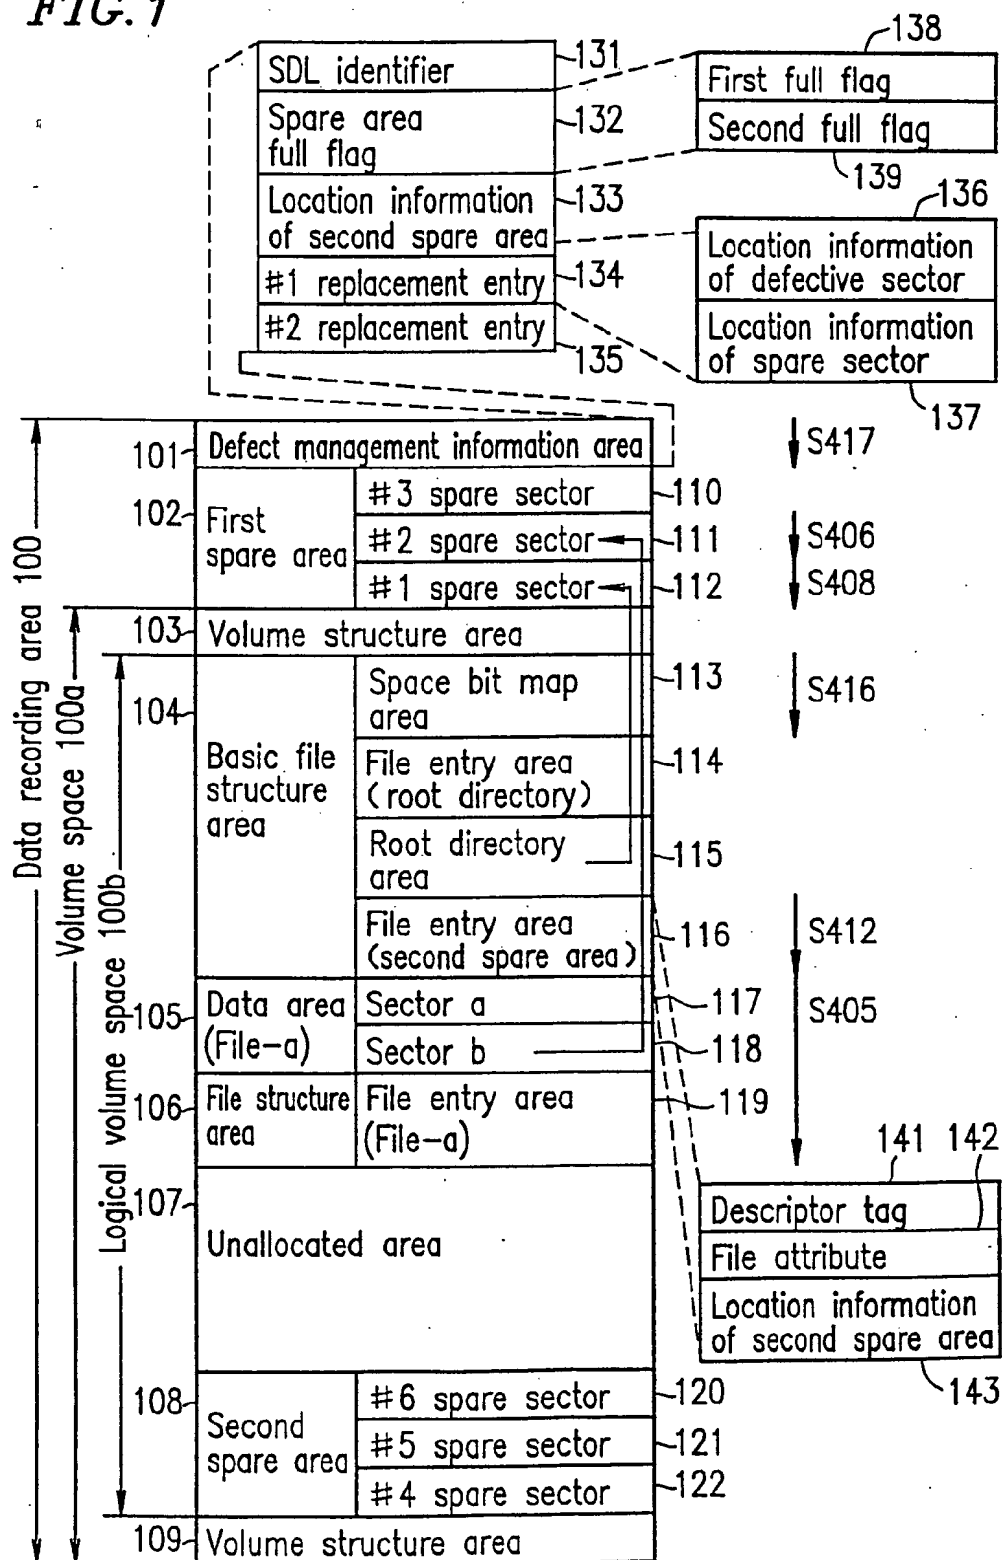 FIG. 1
SDL identifier
131
Spare area
full flag
132
Location information
of second spare area
133
#1 replacement entry
134
#2 replacement entry
135
138
First full flag
Second full flag
139
136
Location information
of defective sector
Location information
of spare sector
137
Data recording area 100
Volume space 100a
Logical volume space 100b
101
Defect management information area
S417
102
First
spare area
#3 spare sector
110
#2 spare sector
111
S406
#1 spare sector
112
S408
103
Volume structure area
104
Basic file
structure
area
Space bit map
area
113
S416
File entry area
(root directory)
114
Root directory
area
115
File entry area
(second spare area)
116
S412
105
Data area
(File-a)
Sector a
117
S405
Sector b
118
106
File structure
area
File entry area
(File-a)
119
107
Unallocated area
141
142
Descriptor tag
File attribute
Location information
of second spare area
143
108
Second
spare area
#6 spare sector
120
#5 spare sector
121
#4 spare sector
122
109
Volume structure area